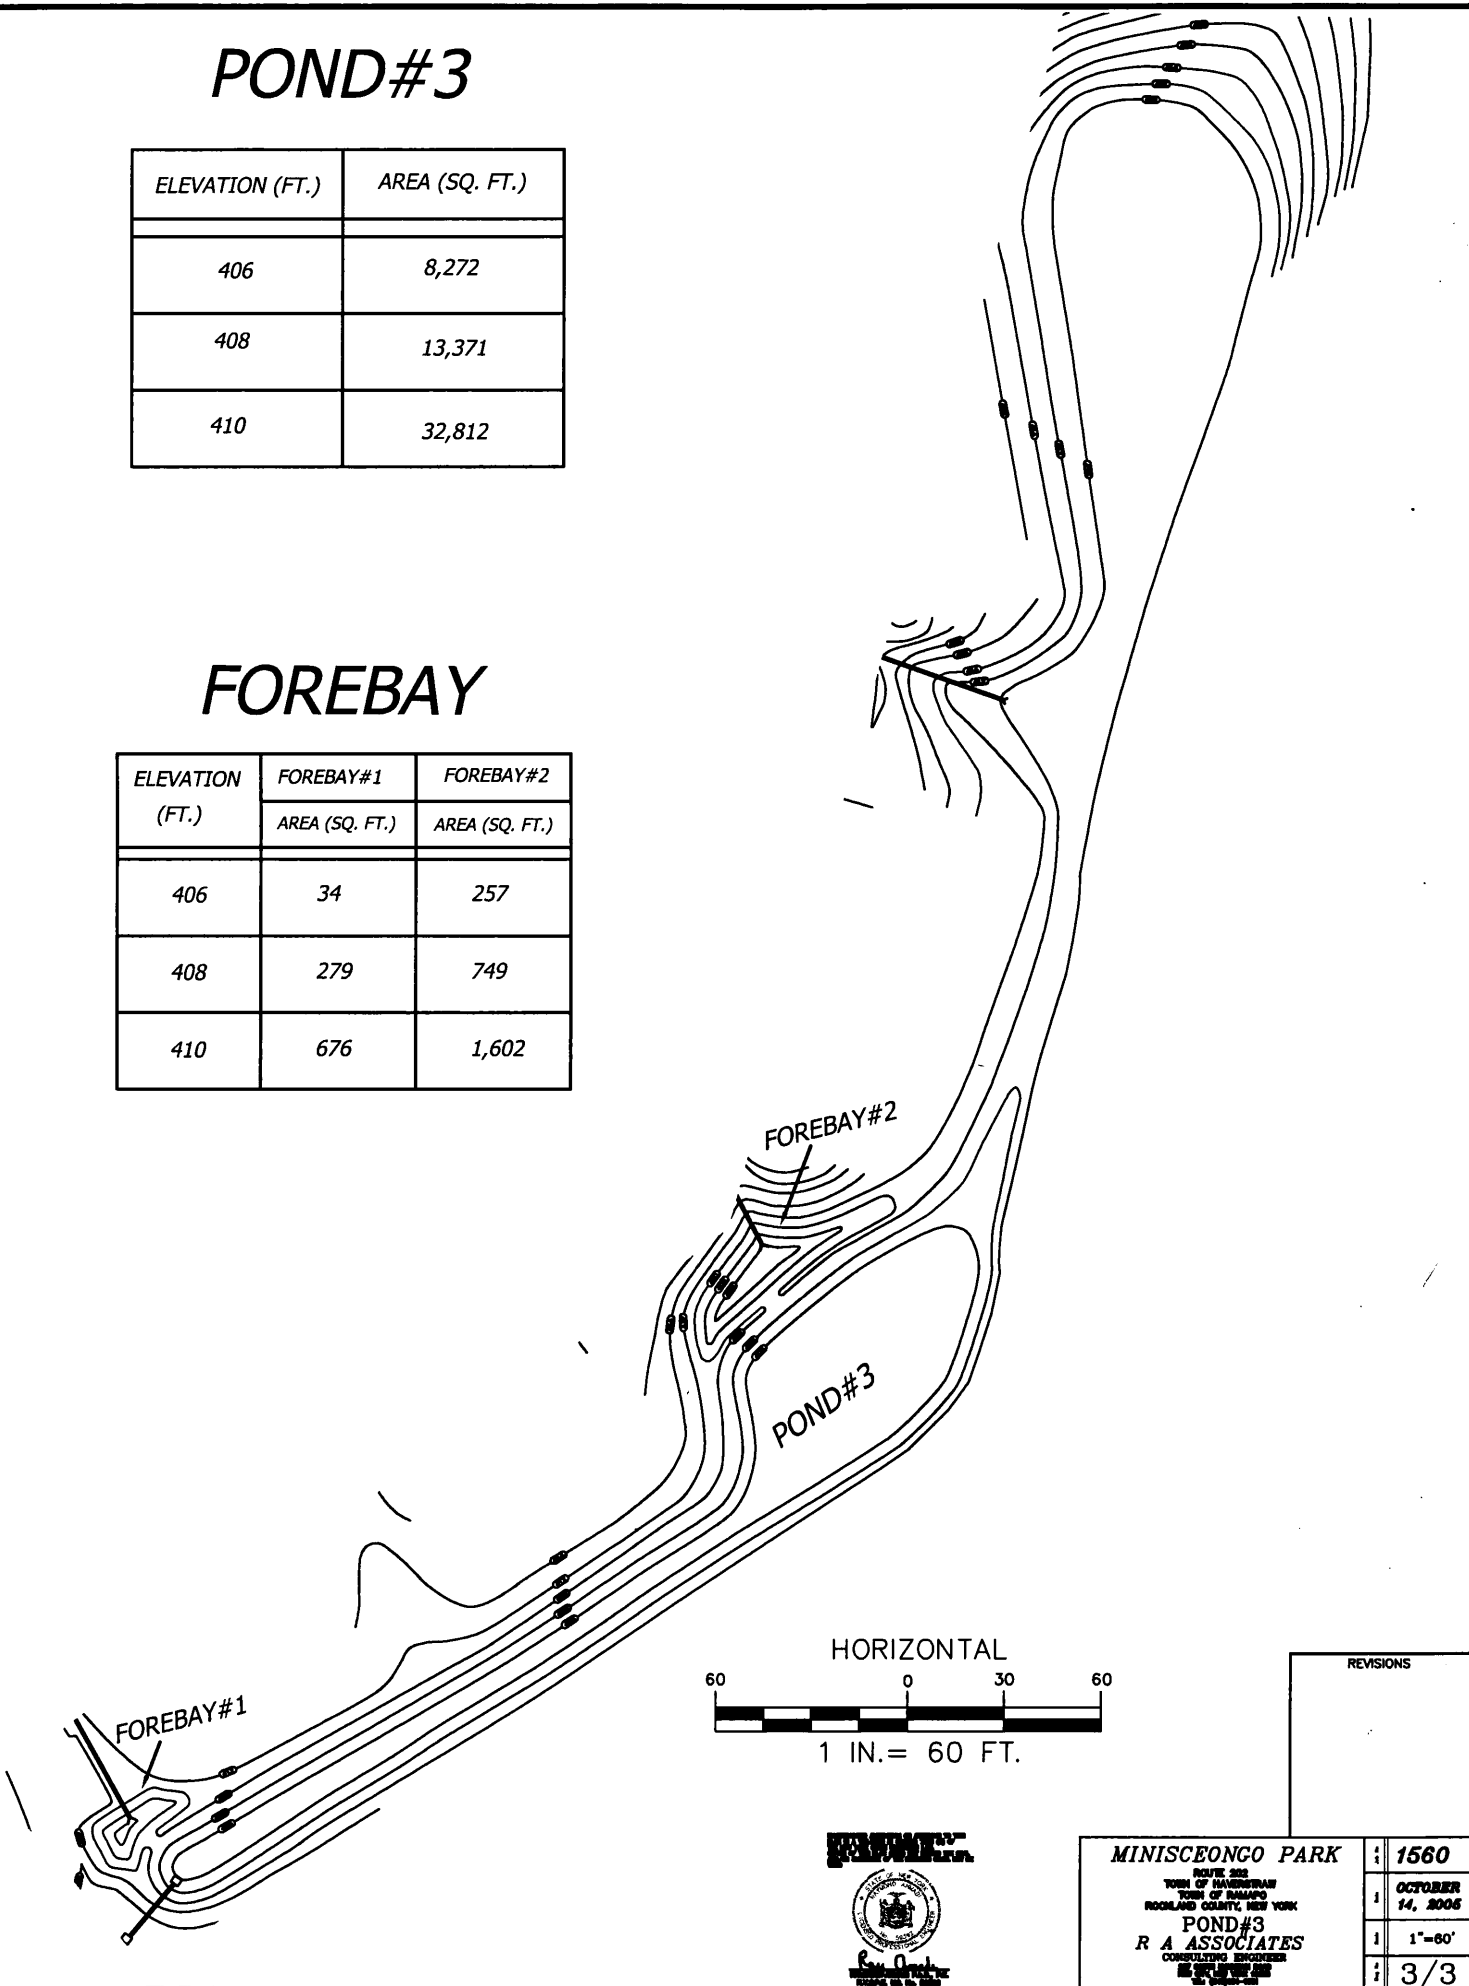 POND#3
ELEVATION (FT.) AREA (SQ. FT.)
406 8,272
408 13,371
410 32,812
FOREBAY
ELEVATION (FT.) FOREBAY#1 FOREBAY#2
AREA (SQ. FT.) AREA (SQ. FT.)
406 34 257
408 279 749
410 676 1,602
FOREBAY#2
POND#3
FOREBAY#1
HORIZONTAL
60 0 30 60
1 IN.= 60 FT.
REVISIONS
MINISCEONGO PARK
ROUTE 202
TOWN OF HAVERSTRAW
TOWN OF RAMAPO
ROCKLAND COUNTY, NEW YORK
POND#3
R A ASSOCIATES
CONSULTING ENGINEER
1560
OCTOBER
14, 2005
1"=60'
3/3
STATE OF NEW YORK